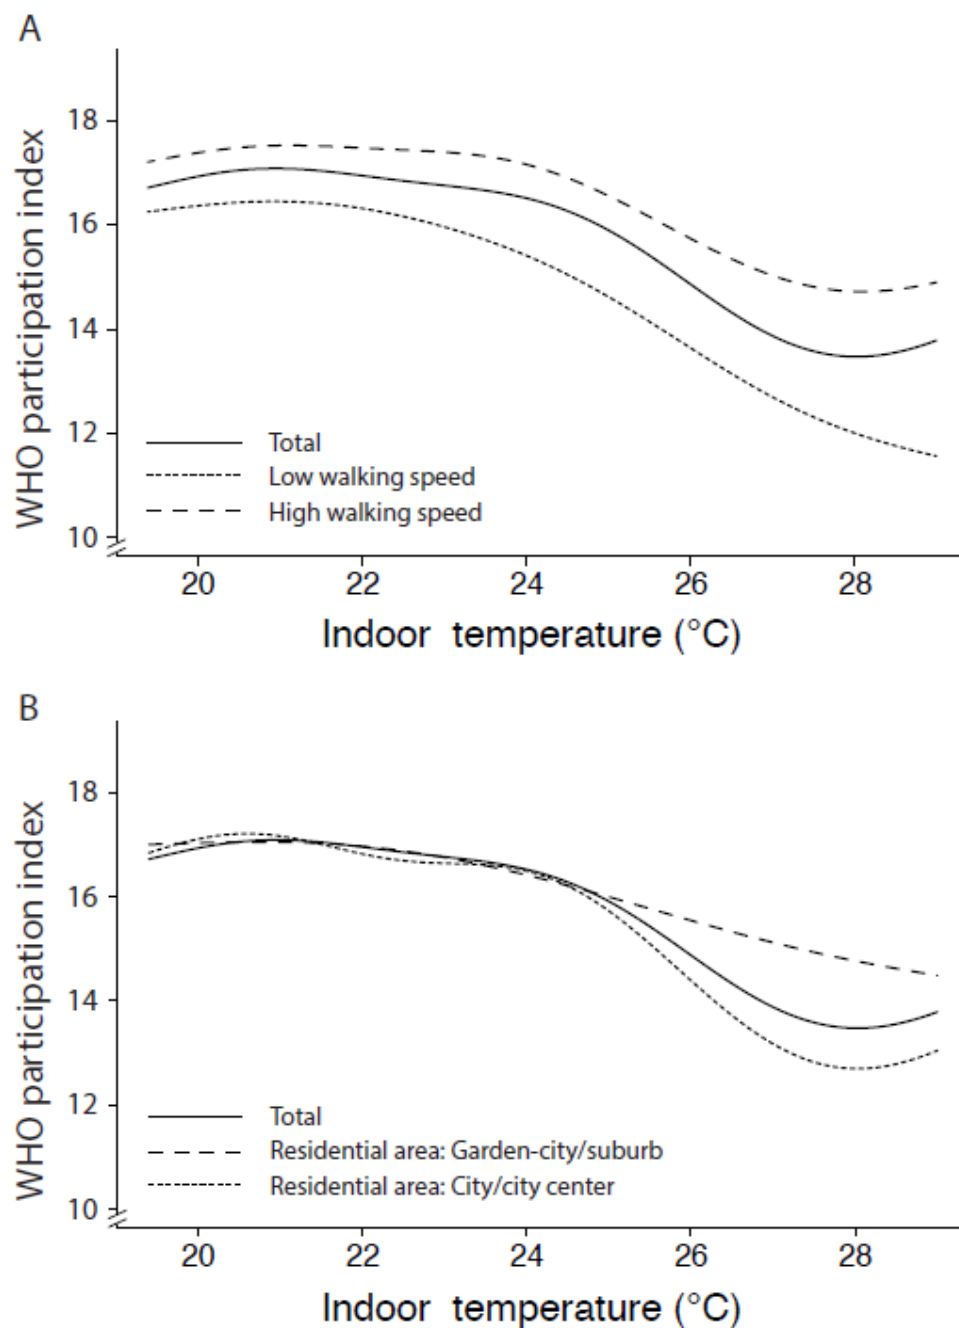 A
WHO participation index
18
16
14
12
10
Total
Low walking speed
High walking speed
20 22 24 26 28
Indoor temperature (°C)
B
WHO participation index
18
16
14
12
10
Total
Residential area: Garden-city/suburb
Residential area: City/city center
20 22 24 26 28
Indoor temperature (°C)